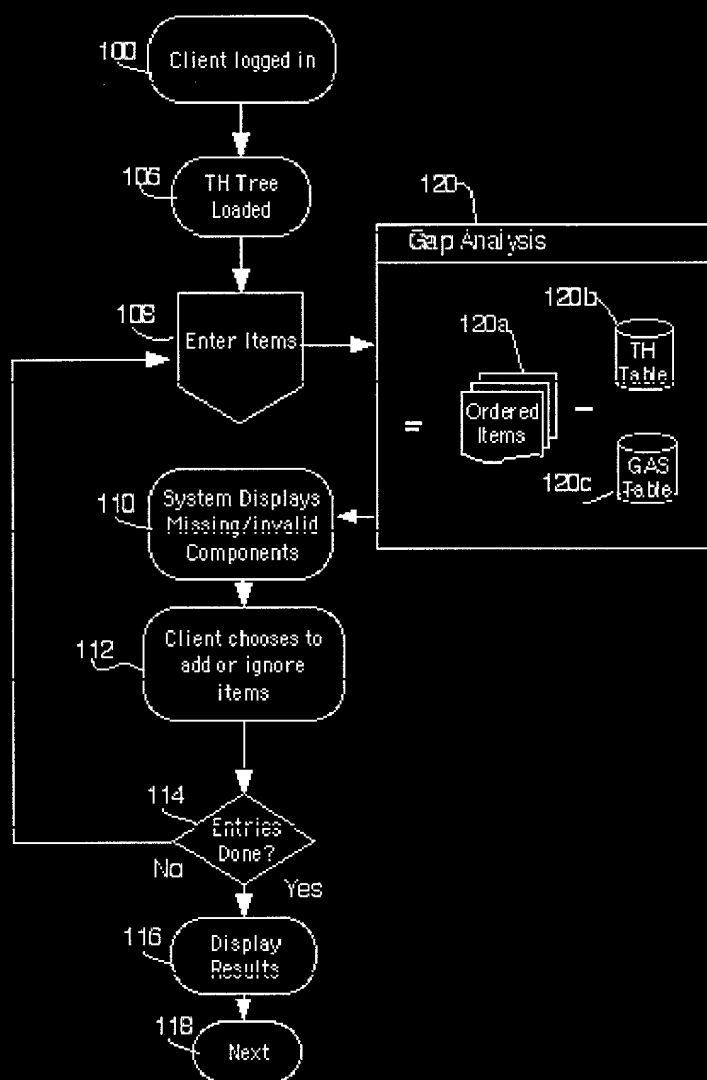 100
Client logged in
106
TH Tree
Loaded
120
Gap Analysis
108
Enter Items
120a
120b
TH
Table
=
Ordered
Items
-
120c
GAS
Table
110
System Displays
Missing/invalid
Components
112
Client chooses to
add or ignore
items
114
Entries
Done?
No
Yes
116
Display
Results
118
Next